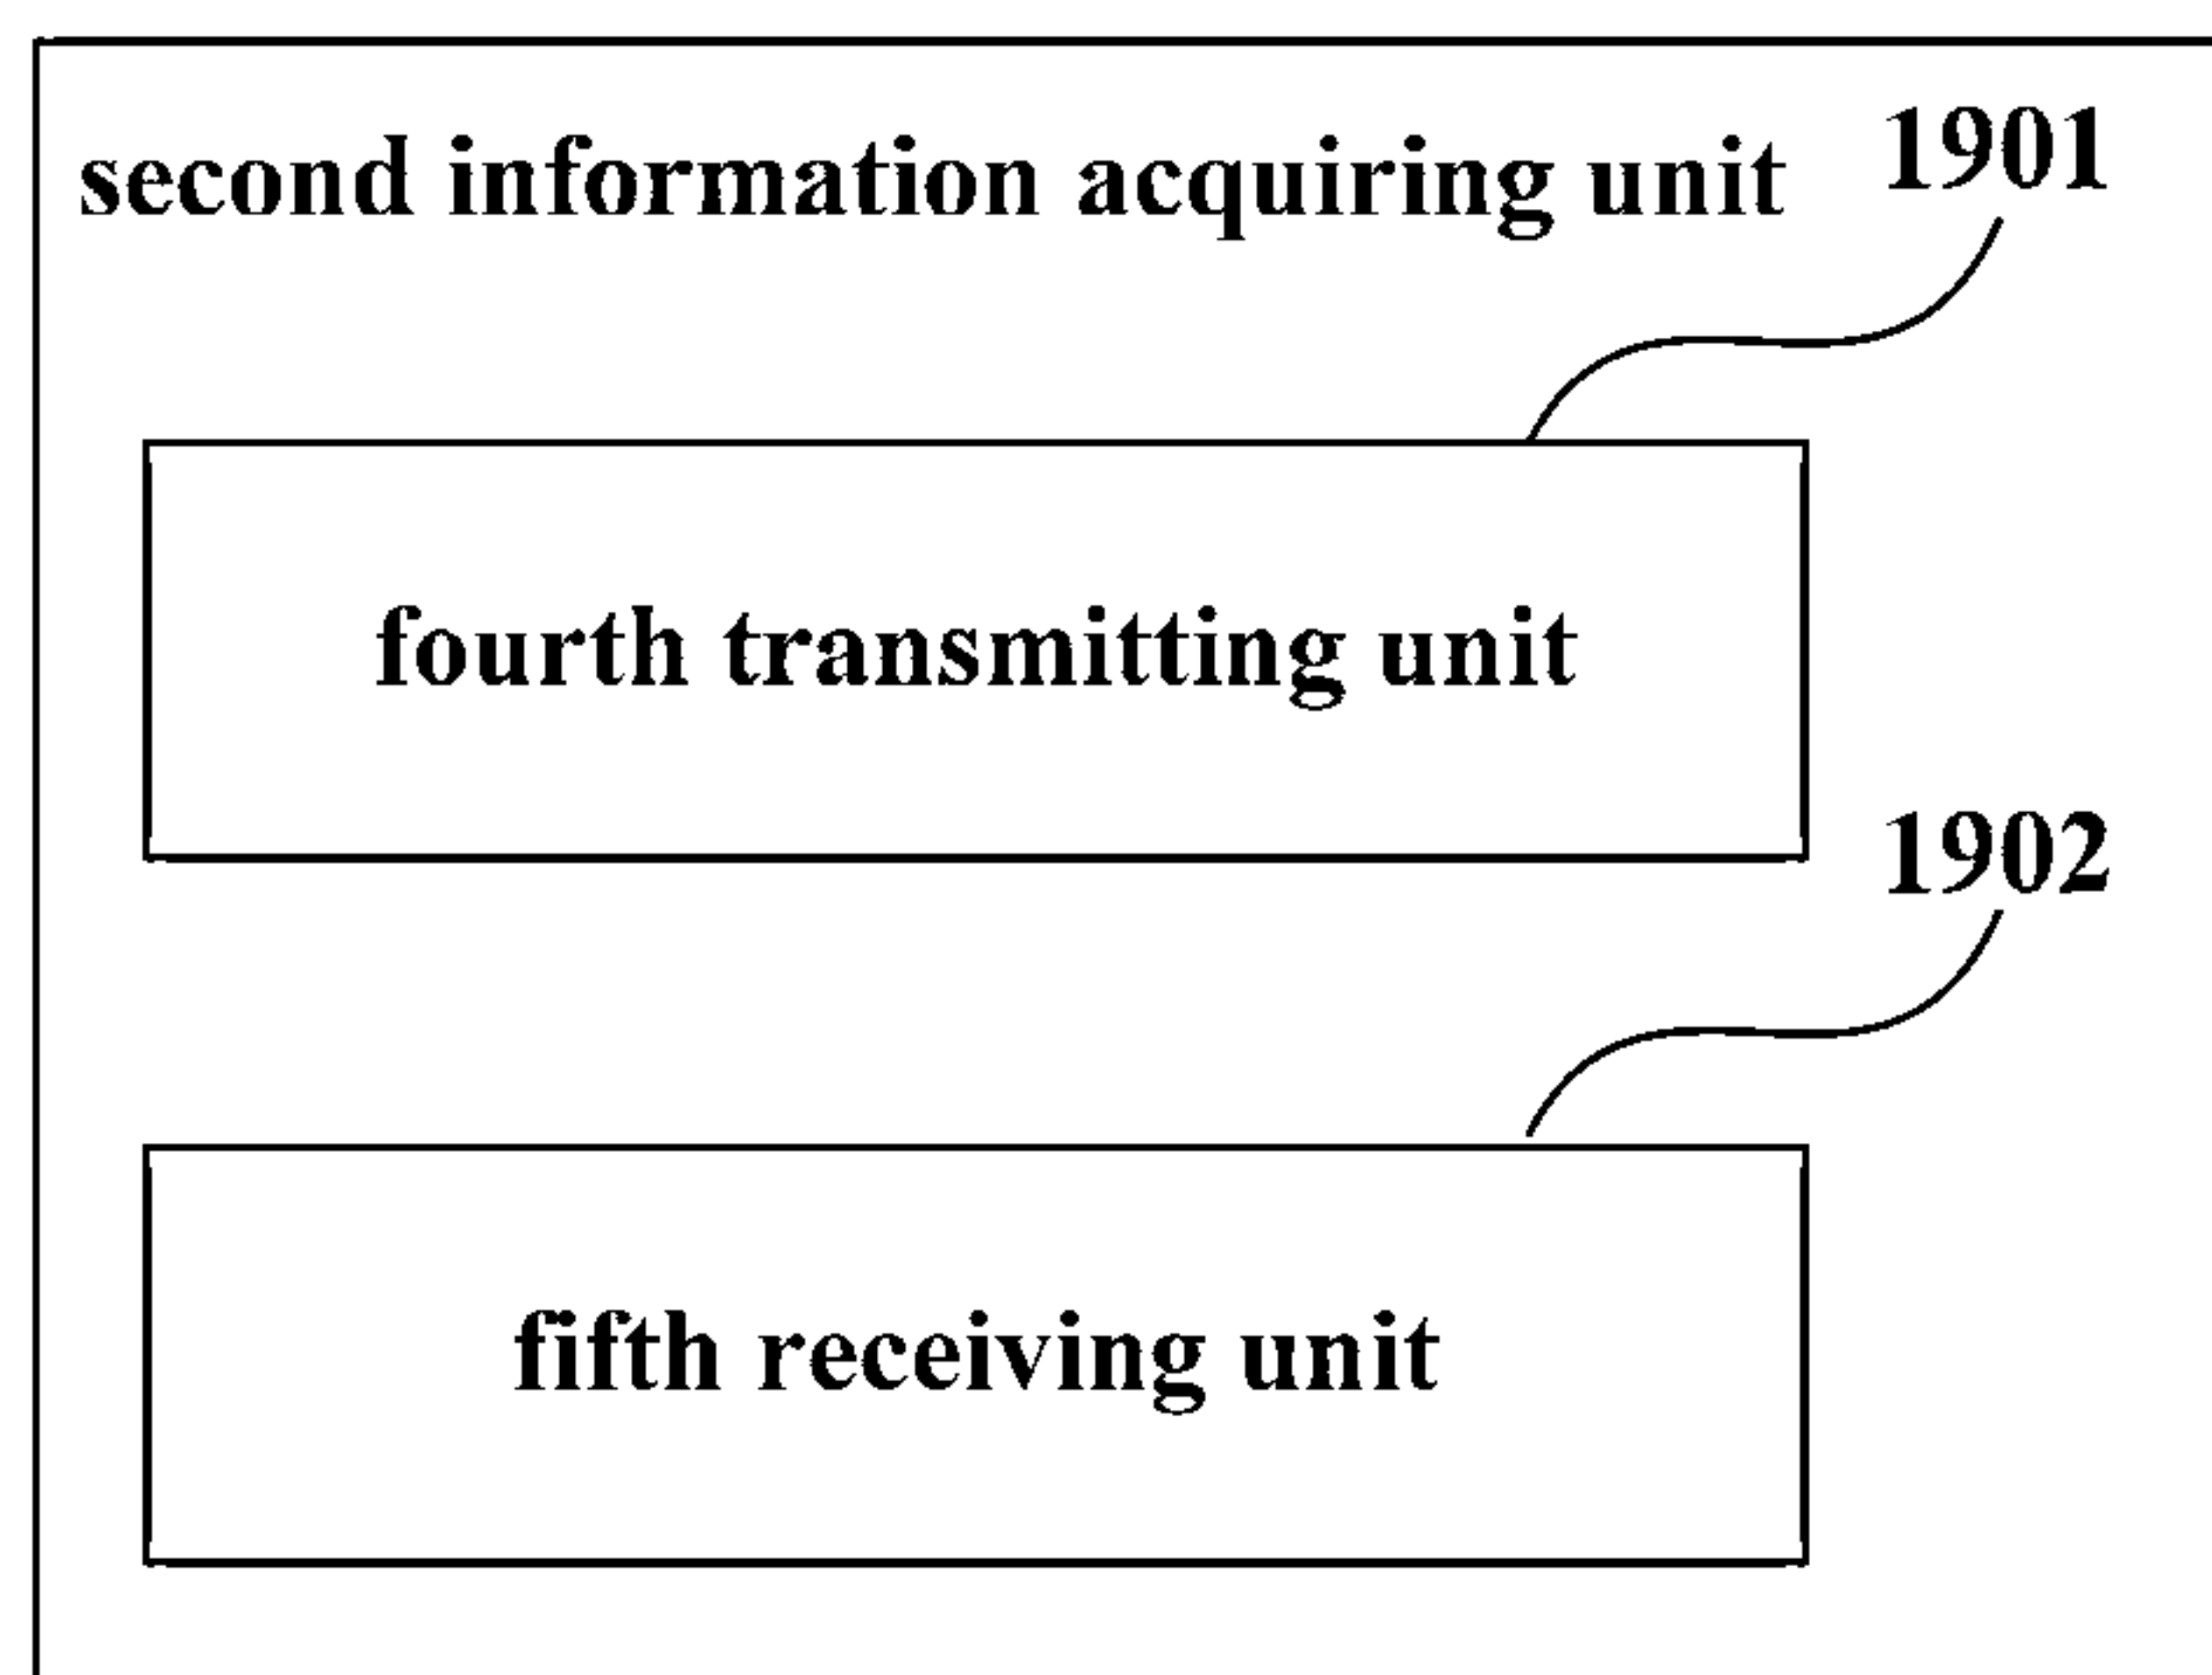 second information acquiring unit
1901
fourth transmitting unit
1902
fifth receiving unit